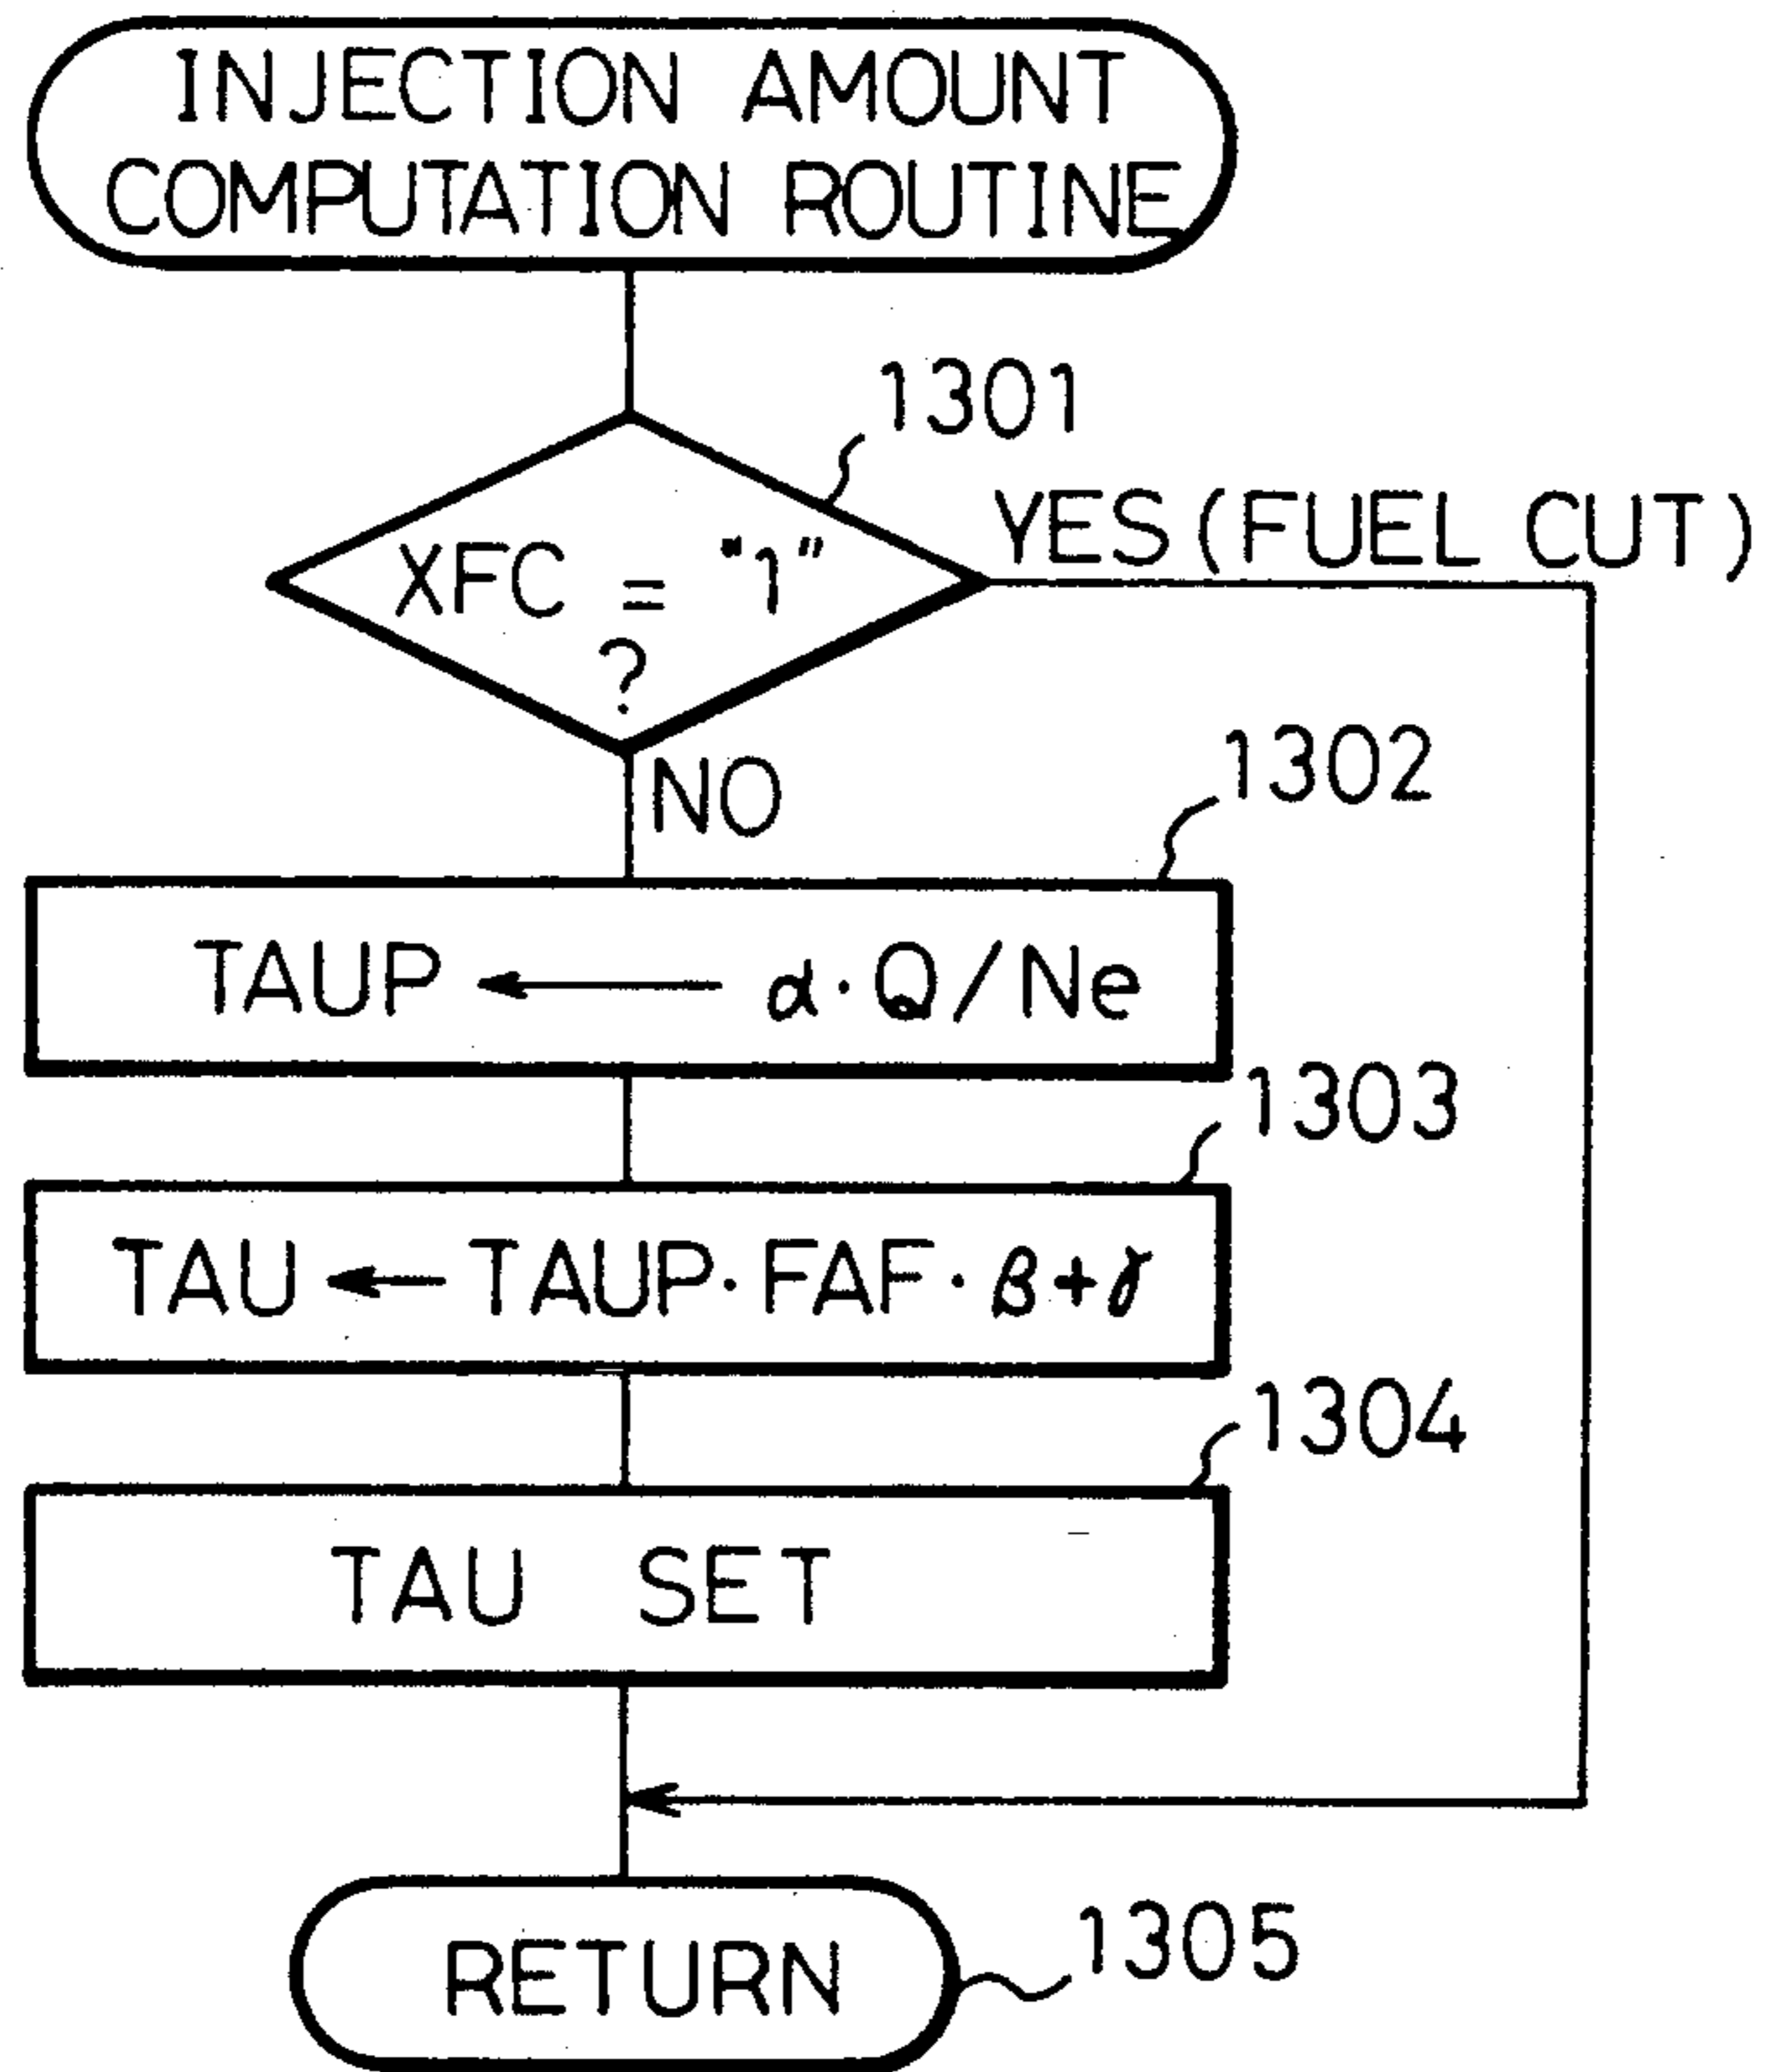 INJECTION AMOUNT
COMPUTATION ROUTINE
1301
YES (FUEL CUT)
XFC = "1"
?
NO
1302
TAUP ← α·Q/Ne
1303
TAU ← TAUP·FAF·β+γ
1304
TAU SET
RETURN
1305